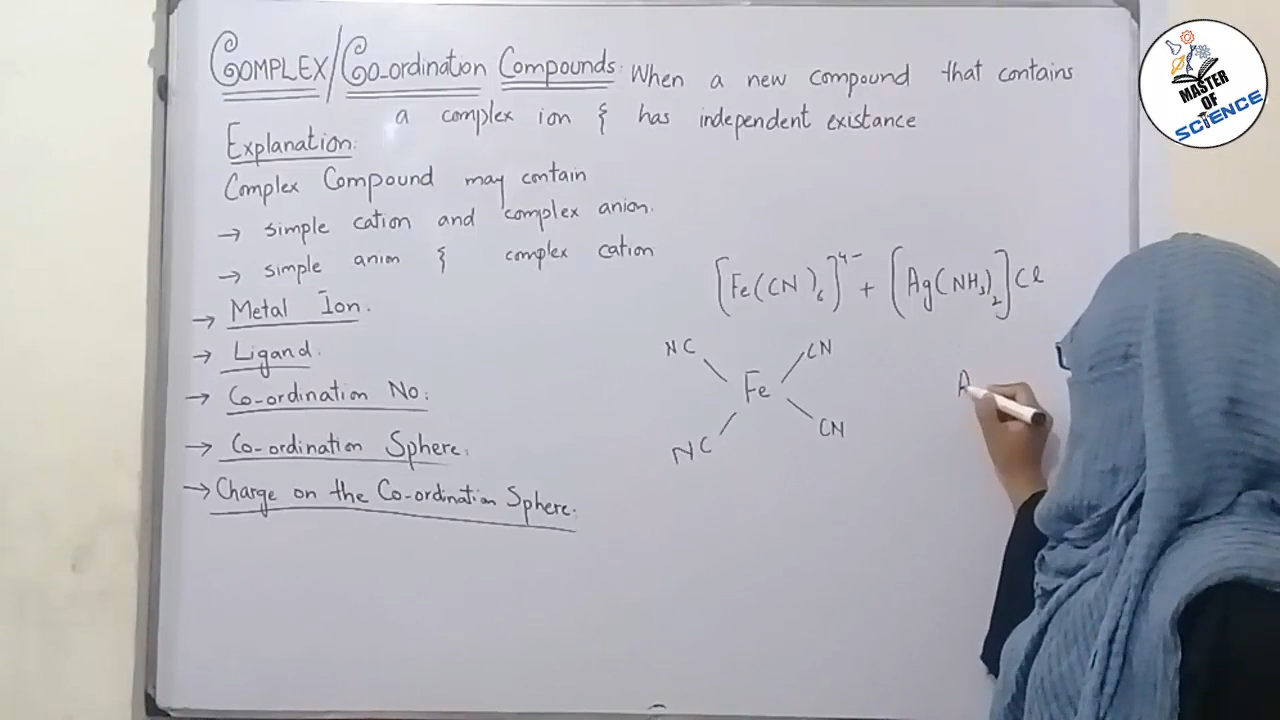 COMPLEX/Co-ordination Compounds: When a new compound that contains
a complex ion & has independent existance
Explanation:
Complex Compound may contain
→ simple cation and complex anion.
→ simple anion & complex cation
→ Metal Ion.
→ Ligand.
→ Co-ordination No:
→ Co-ordination Sphere:
→ Charge on the Co-ordination Sphere:
[Fe(CN)₆]⁴⁻ + [Ag(NH₃)₂]Cl
NC CN
Fe
NC CN
A
MASTER
OF
SCIENCE